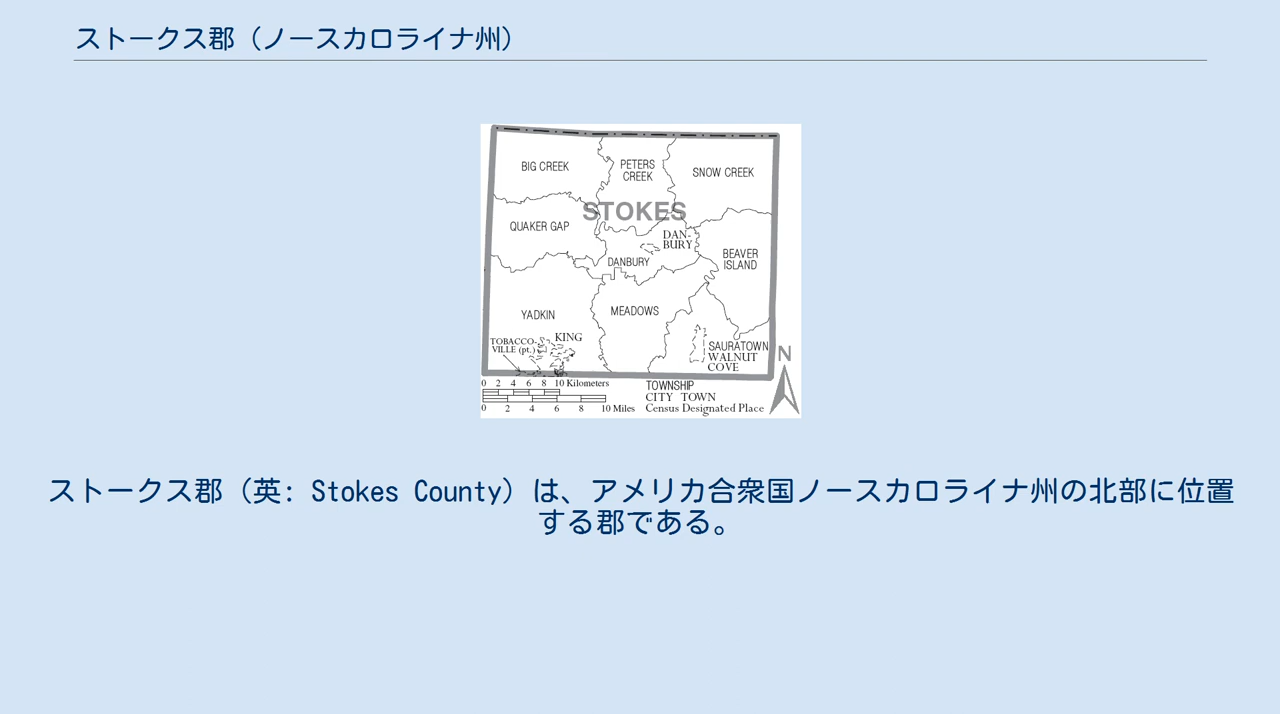 ストークス郡（ノースカロライナ州）
BIG CREEK
PETERS
CREEK
SNOW CREEK
STOKES
QUAKER GAP
DAN-
BURY
DANBURY
BEAVER
ISLAND
YADKIN
MEADOWS
TOBACCO-
VILLE (pt.)
KING
SAURATOWN
WALNUT
COVE
N
0 2 4 6 8 10 Kilometers
0 2 4 6 8 10 Miles
TOWNSHIP
CITY TOWN
Census Designated Place
ストークス郡（英: Stokes County）は、アメリカ合衆国ノースカロライナ州の北部に位置
する郡である。